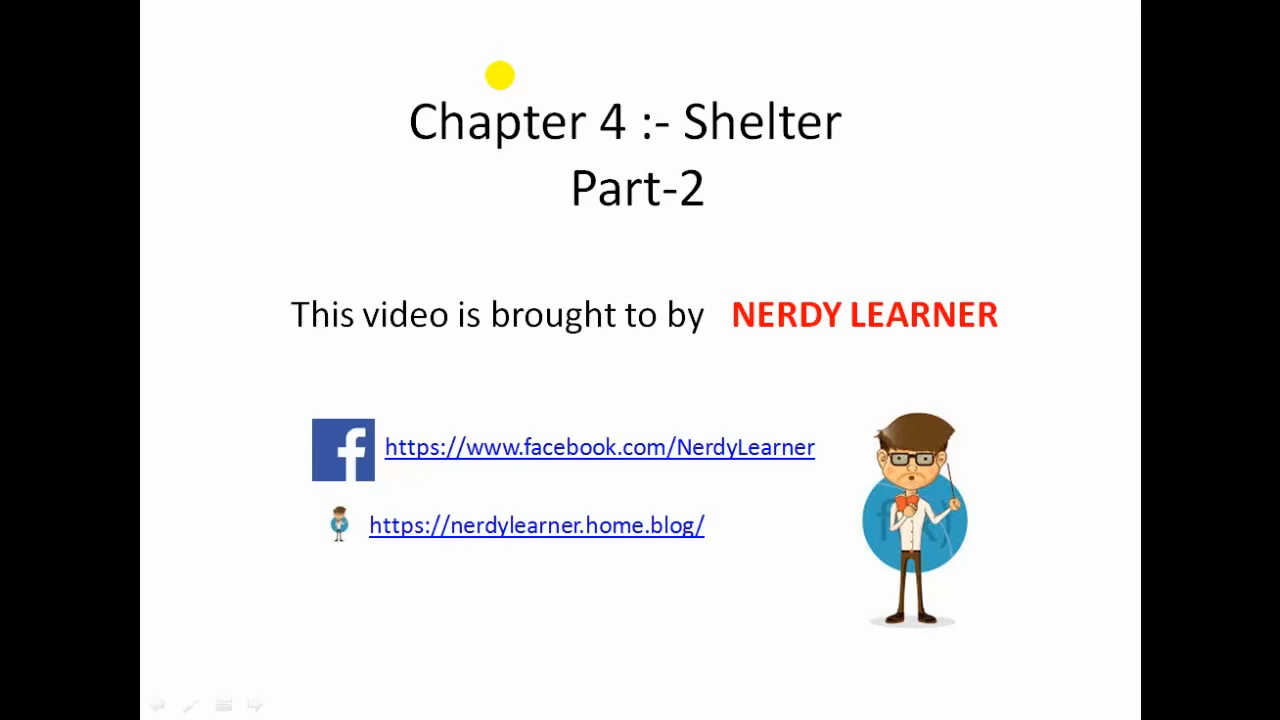 Chapter 4 :- Shelter
Part-2
This video is brought to by NERDY LEARNER
https://www.facebook.com/NerdyLearner
https://nerdylearner.home.blog/